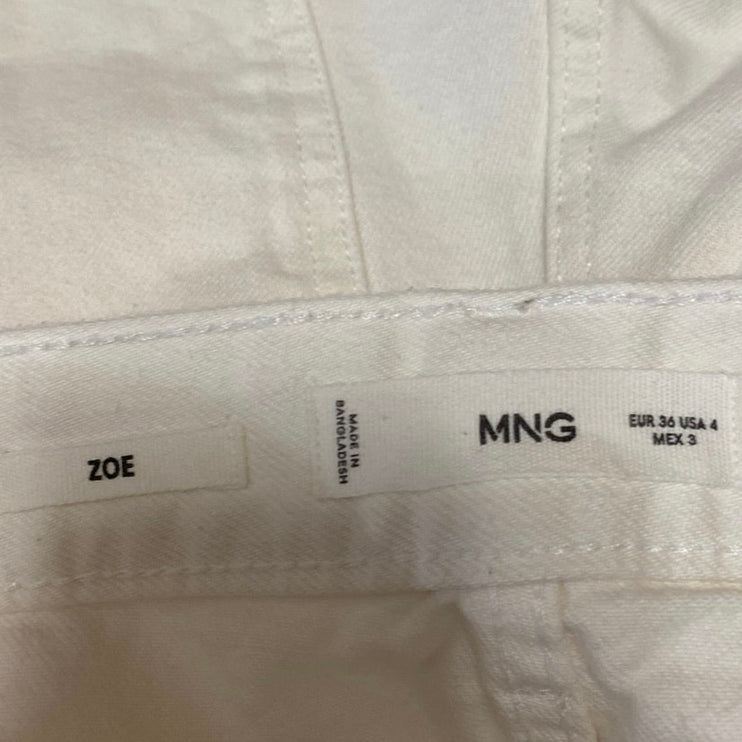 ZOE
MADE IN
BANGLADESH
MNG
EUR 36 USA 4
MEX 3